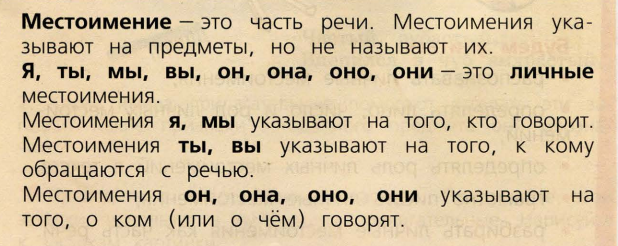 Местоимение – это часть речи. Местоимения ука-
зывают на предметы, но не называют их.
Я, ты, мы, вы, он, она, оно, они – это личные
местоимения.
Местоимения я, мы указывают на того, кто говорит.
Местоимения ты, вы указывают на того, к кому
обращаются с речью.
Местоимения он, она, оно, они указывают на
того, о ком (или о чём) говорят.